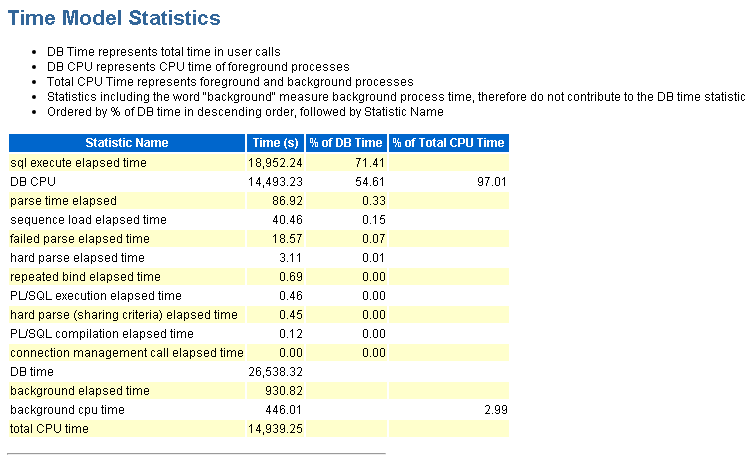 Time Model Statistics
DB Time represents total time in user calls
DB CPU represents CPU time of foreground processes
Total CPU Time represents foreground and background processes
Statistics including the word "background" measure background process time, therefore do not contribute to the DB time statistic
Ordered by % of DB time in descending order, followed by Statistic Name
Statistic Name Time (s) % of DB Time % of Total CPU Time
sql execute elapsed time 18,952.24 71.41
DB CPU 14,493.23 54.61 97.01
parse time elapsed 86.92 0.33
sequence load elapsed time 40.46 0.15
failed parse elapsed time 18.57 0.07
hard parse elapsed time 3.11 0.01
repeated bind elapsed time 0.69 0.00
PL/SQL execution elapsed time 0.46 0.00
hard parse (sharing criteria) elapsed time 0.45 0.00
PL/SQL compilation elapsed time 0.12 0.00
connection management call elapsed time 0.00 0.00
DB time 26,538.32
background elapsed time 930.82
background cpu time 446.01 2.99
total CPU time 14,939.25